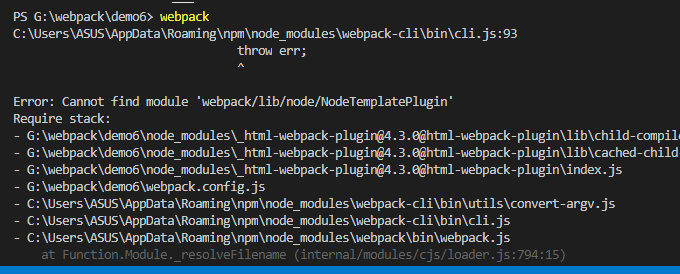 PS G:\webpack\demo6> webpack
C:\Users\ASUS\AppData\Roaming\npm\node_modules\webpack-cli\bin\cli.js:93
throw err;
^
Error: Cannot find module 'webpack/lib/node/NodeTemplatePlugin'
Require stack:
- G:\webpack\demo6\node_modules\_html-webpack-plugin@4.3.0@html-webpack-plugin\lib\child-compile
- G:\webpack\demo6\node_modules\_html-webpack-plugin@4.3.0@html-webpack-plugin\lib\cached-child-
- G:\webpack\demo6\node_modules\_html-webpack-plugin@4.3.0@html-webpack-plugin\index.js
- G:\webpack\demo6\webpack.config.js
- C:\Users\ASUS\AppData\Roaming\npm\node_modules\webpack-cli\bin\utils\convert-argv.js
- C:\Users\ASUS\AppData\Roaming\npm\node_modules\webpack-cli\bin\cli.js
- C:\Users\ASUS\AppData\Roaming\npm\node_modules\webpack\bin\webpack.js
at Function.Module._resolveFilename (internal/modules/cjs/loader.js:794:15)